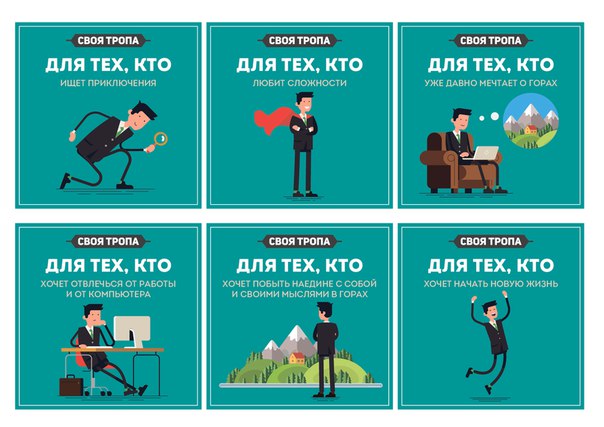 СВОЯ ТРОПА
ДЛЯ ТЕХ, КТО
ИЩЕТ ПРИКЛЮЧЕНИЯ
СВОЯ ТРОПА
ДЛЯ ТЕХ, КТО
ЛЮБИТ СЛОЖНОСТИ
СВОЯ ТРОПА
ДЛЯ ТЕХ, КТО
УЖЕ ДАВНО МЕЧТАЕТ О ГОРАХ
СВОЯ ТРОПА
ДЛЯ ТЕХ, КТО
ХОЧЕТ ОТВЛЕЧЬСЯ ОТ РАБОТЫ
И ОТ КОМПЬЮТЕРА
СВОЯ ТРОПА
ДЛЯ ТЕХ, КТО
ХОЧЕТ ПОБЫТЬ НАЕДИНЕ С СОБОЙ
И СВОИМИ МЫСЛЯМИ В ГОРАХ
СВОЯ ТРОПА
ДЛЯ ТЕХ, КТО
ХОЧЕТ НАЧАТЬ НОВУЮ ЖИЗНЬ